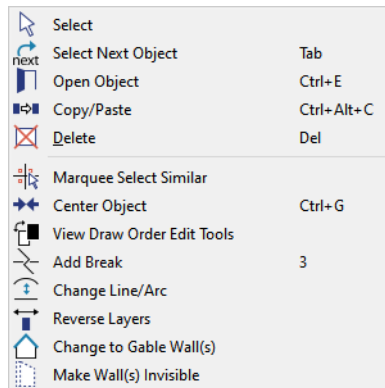 Select
next Select Next Object Tab
Open Object Ctrl+E
Copy/Paste Ctrl+Alt+C
Delete Del
Marquee Select Similar
Center Object Ctrl+G
View Draw Order Edit Tools
Add Break 3
Change Line/Arc
Reverse Layers
Change to Gable Wall(s)
Make Wall(s) Invisible